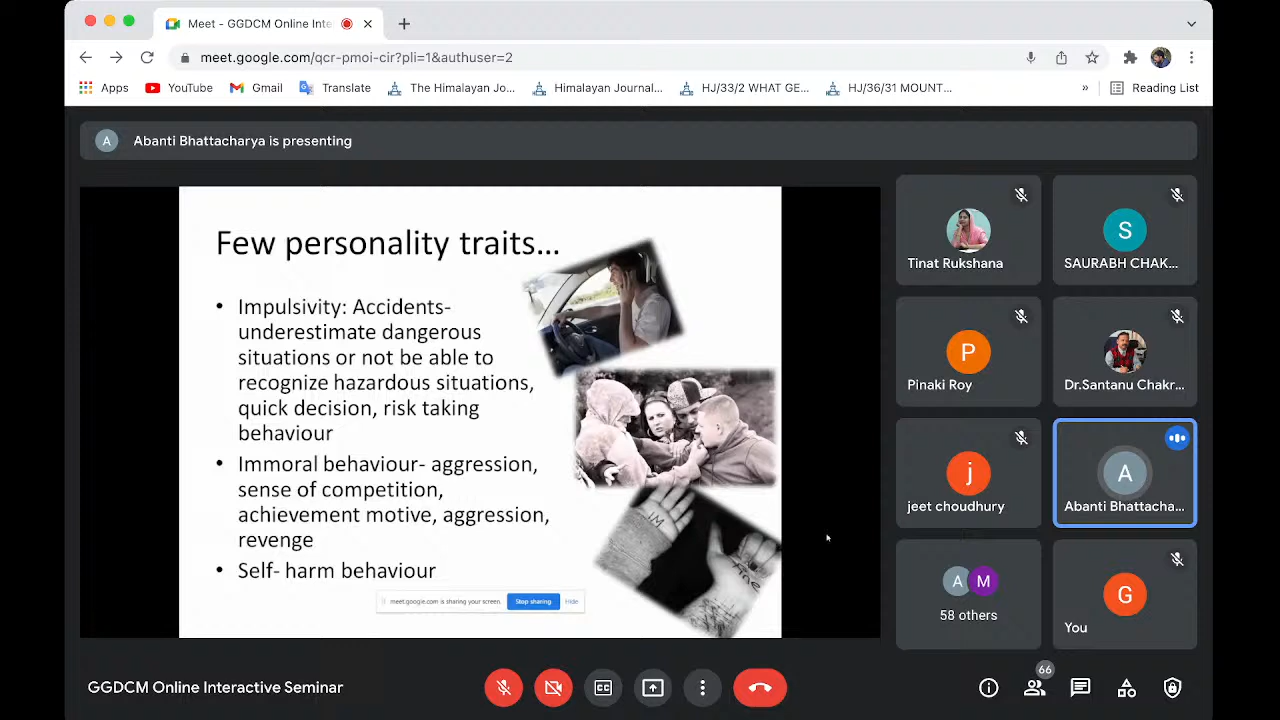 Meet - GGDCM Online Inte
meet.google.com/qcr-pmoi-cir?pli=1&authuser=2
Apps YouTube Gmail Translate The Himalayan Jo... Himalayan Journal... HJ/33/2 WHAT GE... HJ/36/31 MOUNT... » Reading List
A Abanti Bhattacharya is presenting
Few personality traits...
• Impulsivity: Accidents-
underestimate dangerous
situations or not be able to
recognize hazardous situations,
quick decision, risk taking
behaviour
• Immoral behaviour- aggression,
sense of competition,
achievement motive, aggression,
revenge
• Self- harm behaviour
IM
fine
meet.google.com is sharing your screen. Stop sharing Hide
Tinat Rukshana
S
SAURABH CHAK...
P
Pinaki Roy
Dr.Santanu Chakr...
j
jeet choudhury
A
Abanti Bhattacha...
A M
58 others
G
You
GGDCM Online Interactive Seminar
66